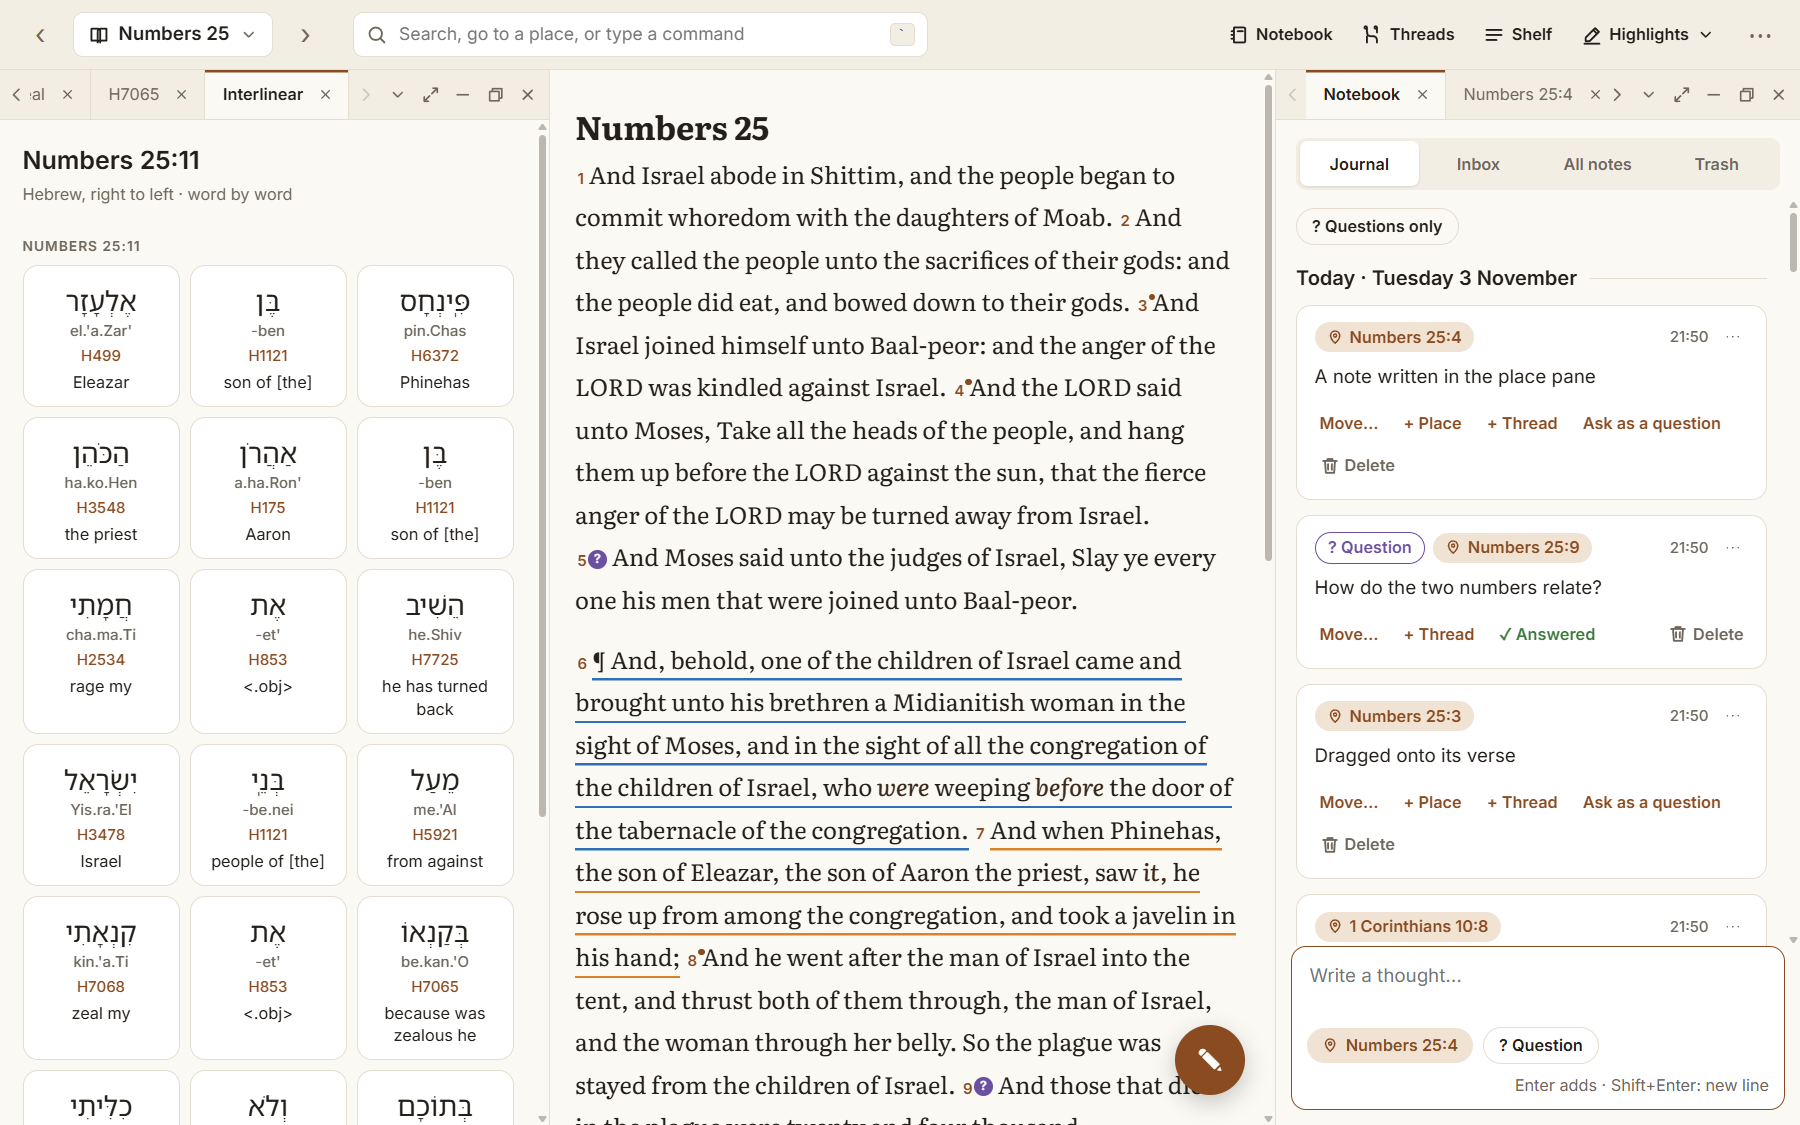 Numbers 25
Search, go to a place, or type a command
`
Notebook
Threads
Shelf
Highlights
eal
H7065
Interlinear
Numbers 25:11
Hebrew, right to left · word by word
NUMBERS 25:11
פִּֽינְחָס
pin.Chas
H6372
Phinehas
בֶּן
-ben
H1121
son of [the]
אֶלְעָזָר
el.'a.Zar'
H499
Eleazar
בֶּן
-ben
H1121
son of [the]
אַהֲרֹן
a.ha.Ron'
H175
Aaron
הַכֹּהֵן
ha.ko.Hen
H3548
the priest
הֵשִׁיב
he.Shiv
H7725
he has turned
back
אֶת
-et'
H853
<.obj>
חֲמָתִי
cha.ma.Ti
H2534
rage my
מֵעַל
me.'Al
H5921
from against
בְּנֵֽי
-be.nei
H1121
people of [the]
יִשְׂרָאֵל
Yis.ra.'El
H3478
Israel
בְּקַנְאוֹ
be.kan.'O
H7065
because was
zealous he
אֶת
-et'
H853
<.obj>
קִנְאָתִי
kin.'a.Ti
H7068
zeal my
בְּתוֹכָם
וְלֹא
כִלִּיתִי
Numbers 25
1 And Israel abode in Shittim, and the people began to
commit whoredom with the daughters of Moab. 2 And
they called the people unto the sacrifices of their gods: and
the people did eat, and bowed down to their gods. 3 And
Israel joined himself unto Baal-peor: and the anger of the
LORD was kindled against Israel. 4 And the LORD said
unto Moses, Take all the heads of the people, and hang
them up before the LORD against the sun, that the fierce
anger of the LORD may be turned away from Israel.
5 ? And Moses said unto the judges of Israel, Slay ye every
one his men that were joined unto Baal-peor.
6 ¶ And, behold, one of the children of Israel came and
brought unto his brethren a Midianitish woman in the
sight of Moses, and in the sight of all the congregation of
the children of Israel, who were weeping before the door of
the tabernacle of the congregation. 7 And when Phinehas,
the son of Eleazar, the son of Aaron the priest, saw it, he
rose up from among the congregation, and took a javelin in
his hand; 8 And he went after the man of Israel into the
tent, and thrust both of them through, the man of Israel,
and the woman through her belly. So the plague was
stayed from the children of Israel. 9 ? And those that
in the plague were twenty and four thousand.
Notebook
Numbers 25:4
Journal
Inbox
All notes
Trash
? Questions only
Today · Tuesday 3 November
Numbers 25:4
21:50
A note written in the place pane
Move...
+ Place
+ Thread
Ask as a question
Delete
? Question
Numbers 25:9
21:50
How do the two numbers relate?
Move...
+ Thread
✓ Answered
Delete
Numbers 25:3
21:50
Dragged onto its verse
Move...
+ Place
+ Thread
Ask as a question
Delete
1 Corinthians 10:8
21:50
Write a thought...
Numbers 25:4
? Question
Enter adds · Shift+Enter: new line